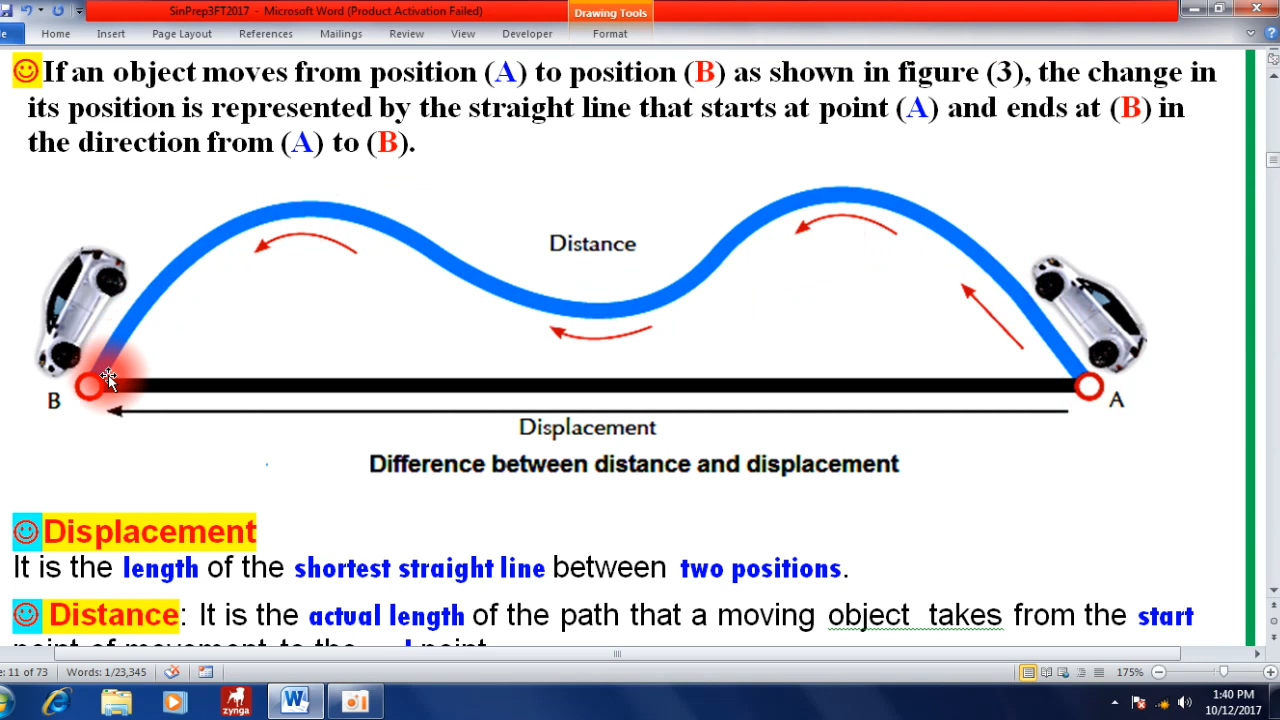 SinPrep3FT2017 - Microsoft Word (Product Activation Failed)
Drawing Tools
Home Insert Page Layout References Mailings Review View Developer Format
If an object moves from position (A) to position (B) as shown in figure (3), the change in
its position is represented by the straight line that starts at point (A) and ends at (B) in
the direction from (A) to (B).
Distance
B
A
Displacement
Difference between distance and displacement
Displacement
It is the length of the shortest straight line between two positions.
Distance: It is the actual length of the path that a moving object takes from the start
: 11 of 73 Words: 1/23,345 175%
zynga
1:40 PM
10/12/2017